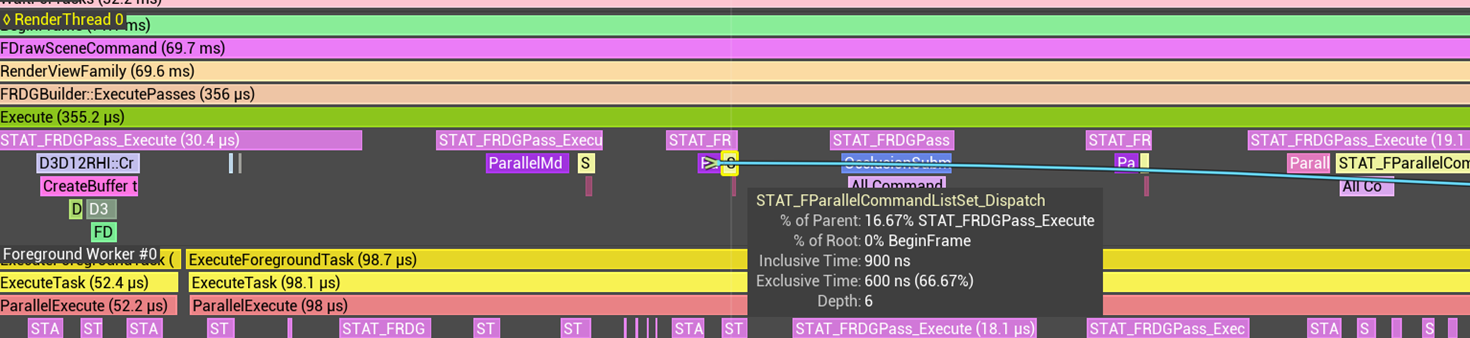 ◊ RenderThread 0
FDrawSceneCommand (69.7 ms)
RenderViewFamily (69.6 ms)
FRDGBuilder::ExecutePasses (356 µs)
Execute (355.2 µs)
STAT_FRDGPass_Execute (30.4 µs) STAT_FRDGPass_Execu STAT_FR STAT_FRDGPass STAT_FR STAT_FRDGPass_Execute (19.1
D3D12RHI::Cr ParallelMd S OcclusionSubm Pa Parall STAT_FParallelCom
CreateBuffer t All Command All Co
D D3
FD
STAT_FParallelCommandListSet_Dispatch
% of Parent: 16.67% STAT_FRDGPass_Execute
% of Root: 0% BeginFrame
Inclusive Time: 900 ns
Exclusive Time: 600 ns (66.67%)
Depth: 6
Foreground Worker #0
ExecuteForegroundTask (98.7 µs)
ExecuteTask (52.4 µs) ExecuteTask (98.1 µs)
ParallelExecute (52.2 µs) ParallelExecute (98 µs)
STA ST STA ST STAT_FRDG ST ST STA ST STAT_FRDGPass_Execute (18.1 µs) STAT_FRDGPass_Exec STA S S